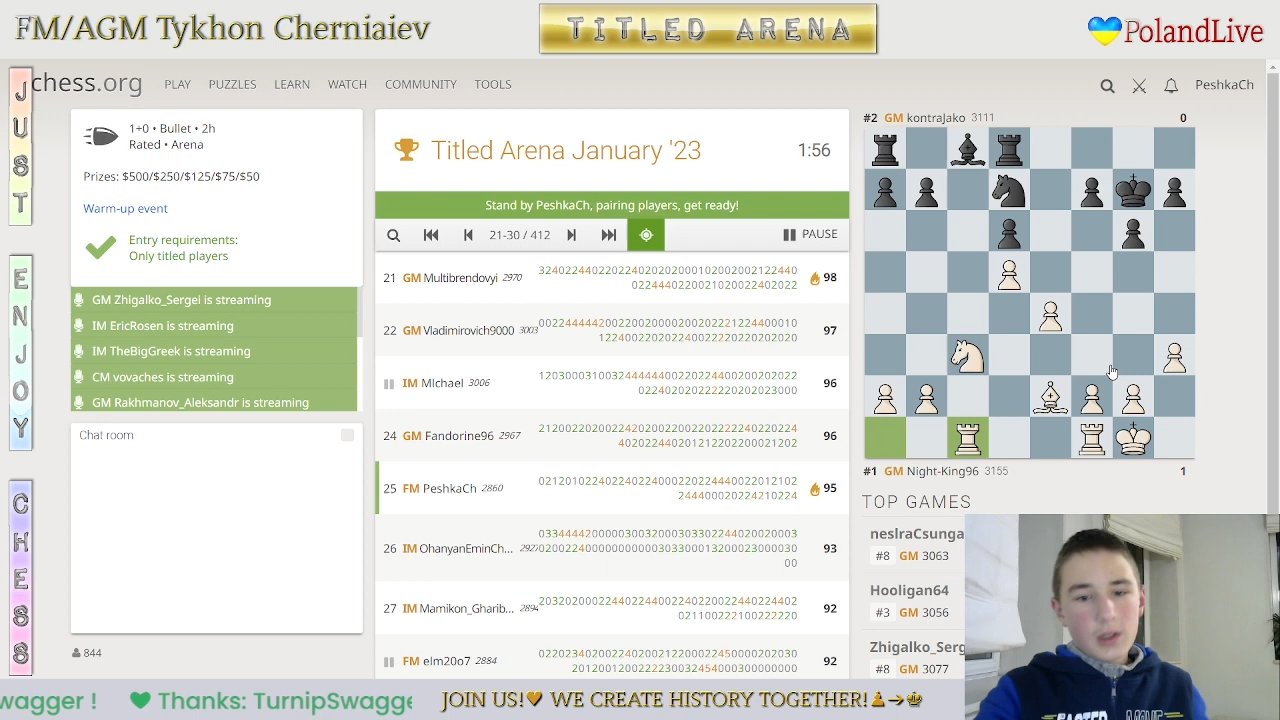 FM/AGM Tykhon Cherniaiev
TITLED ARENA
PolandLive
JUST
ENJOY
CHESS
chess.org
PLAY PUZZLES LEARN WATCH COMMUNITY TOOLS
PeshkaCh
1+0 • Bullet • 2h
Rated • Arena
Prizes: $500/$250/$125/$75/$50
Warm-up event
Entry requirements:
Only titled players
GM Zhigalko_Sergei is streaming
IM EricRosen is streaming
IM TheBigGreek is streaming
CM vovaches is streaming
GM Rakhmanov_Aleksandr is streaming
Chat room
844
Titled Arena January '23 1:56
Stand by PeshkaCh, pairing players, get ready!
21-30 / 412 PAUSE
21 GM Multibrendovyi 2970 98
22 GM Vladimirovich9000 3003 97
IM MIchael 3006 96
24 GM Fandorine96 2967 96
25 FM PeshkaCh 2860 95
26 IM OhanyanEminCh... 93
27 IM Mamikon_Gharib... 92
FM elm20o7 2884 92
#2 GM kontraJako 3111 0
#1 GM Night-King96 3155 1
TOP GAMES
neslraCsunga
#8 GM 3063
Hooligan64
#3 GM 3056
Zhigalko_Serg
#8 GM 3077
wagger ! Thanks: TurnipSwagge
JOIN US! WE CREATE HISTORY TOGETHER!